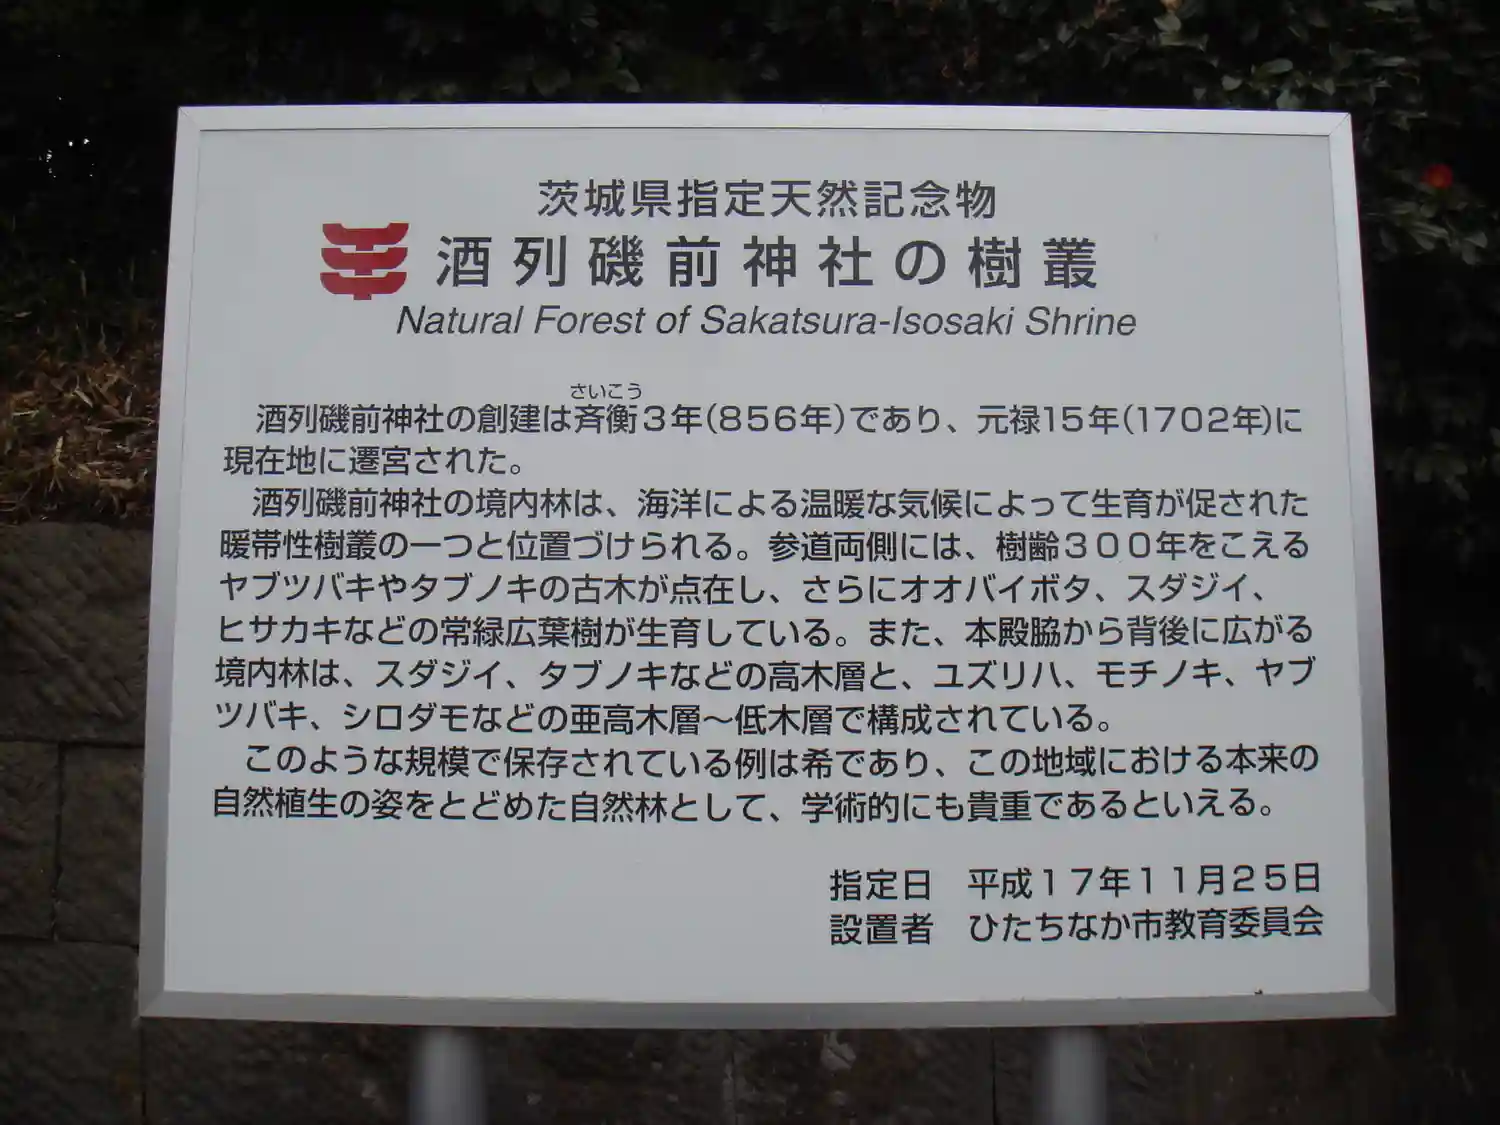 茨城県指定天然記念物
酒列磯前神社の樹叢
Natural Forest of Sakatsura-Isosaki Shrine
さいこう
酒列磯前神社の創建は斉衡3年(856年)であり、元禄15年(1702年)に
現在地に遷宮された。
酒列磯前神社の境内林は、海洋による温暖な気候によって生育が促された
暖帯性樹叢の一つと位置づけられる。参道両側には、樹齢300年をこえる
ヤブツバキやタブノキの古木が点在し、さらにオオバイボタ、スダジイ、
ヒサカキなどの常緑広葉樹が生育している。また、本殿脇から背後に広がる
境内林は、スダジイ、タブノキなどの高木層と、ユズリハ、モチノキ、ヤブ
ツバキ、シロダモなどの亜高木層~低木層で構成されている。
このような規模で保存されている例は希であり、この地域における本来の
自然植生の姿をとどめた自然林として、学術的にも貴重であるといえる。
指定日 平成17年11月25日
設置者 ひたちなか市教育委員会